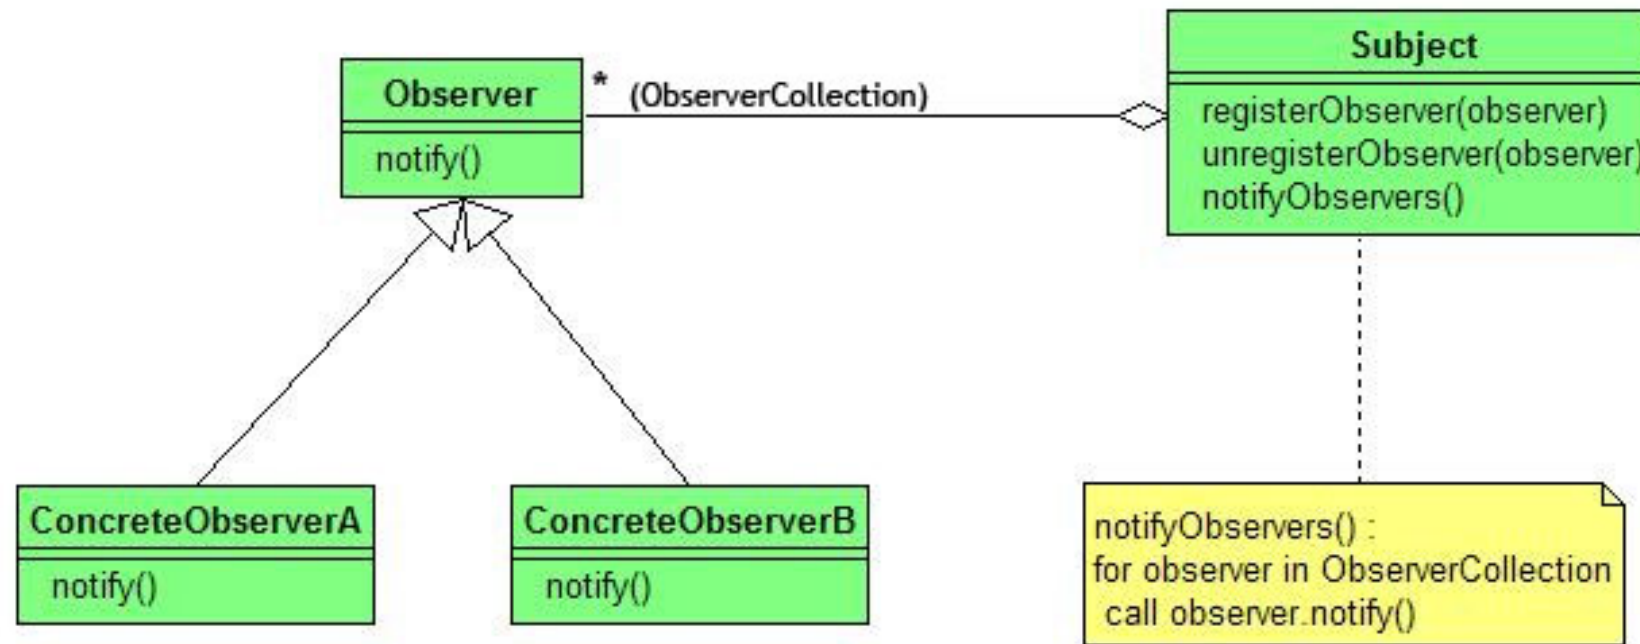 Observer
notify()
* (ObserverCollection)
Subject
registerObserver(observer)
unregisterObserver(observer)
notifyObservers()
ConcreteObserverA
notify()
ConcreteObserverB
notify()
notifyObservers() :
for observer in ObserverCollection
call observer.notify()